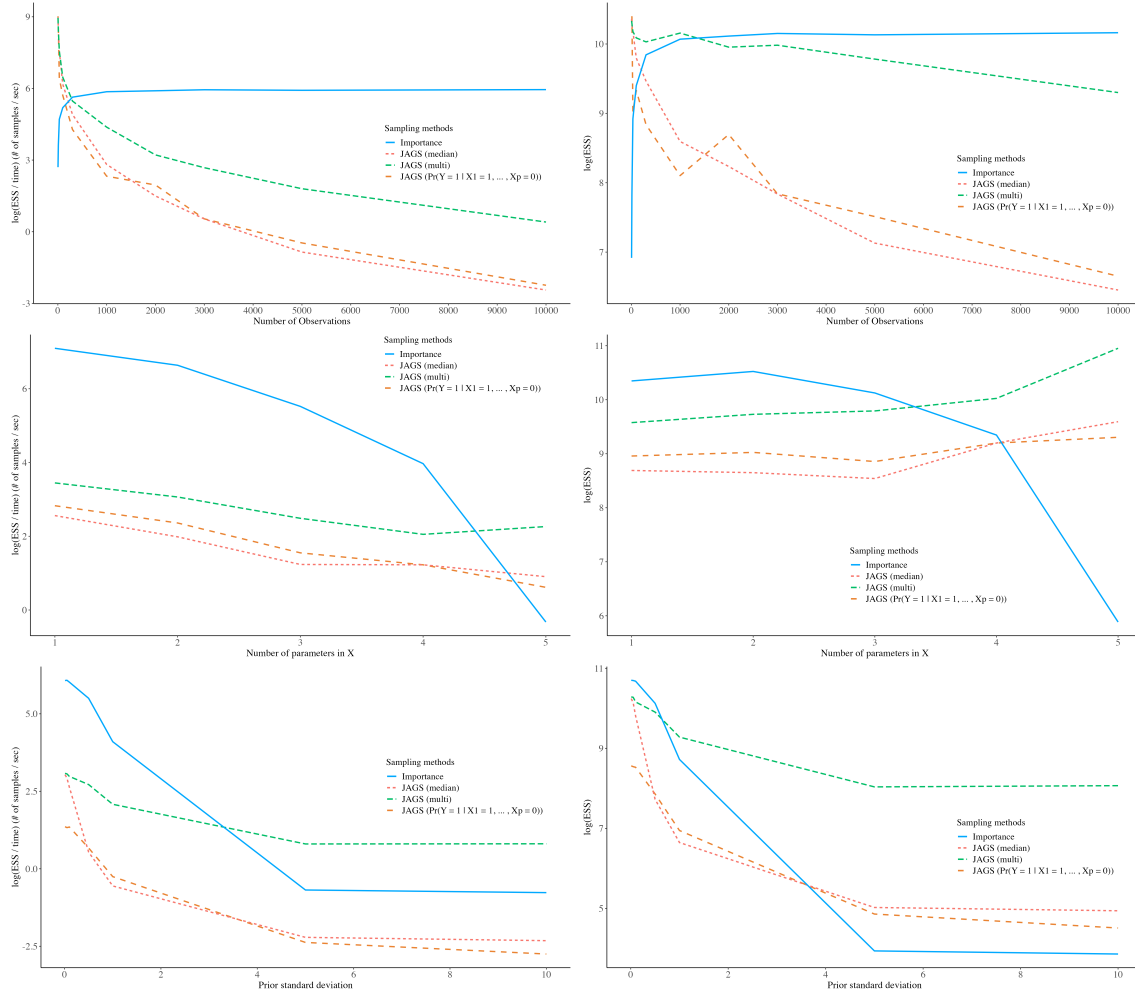 log(ESS / time) (# of samples / sec)
9
6
3
0
-3
0 1000 2000 3000 4000 5000 6000 7000 8000 9000 10000
Number of Observations
Sampling methods
Importance
JAGS (median)
JAGS (multi)
JAGS (Pr(Y = 1 | X1 = 1, ... , Xp = 0))
log(ESS)
10
9
8
7
0 1000 2000 3000 4000 5000 6000 7000 8000 9000 10000
Number of Observations
Sampling methods
Importance
JAGS (median)
JAGS (multi)
JAGS (Pr(Y = 1 | X1 = 1, ... , Xp = 0))
log(ESS / time) (# of samples / sec)
6
4
2
0
1 2 3 4 5
Number of parameters in X
Sampling methods
Importance
JAGS (median)
JAGS (multi)
JAGS (Pr(Y = 1 | X1 = 1, ... , Xp = 0))
log(ESS)
11
10
9
8
7
6
1 2 3 4 5
Number of parameters in X
Sampling methods
Importance
JAGS (median)
JAGS (multi)
JAGS (Pr(Y = 1 | X1 = 1, ... , Xp = 0))
log(ESS / time) (# of samples / sec)
5.0
2.5
0.0
-2.5
0 2 4 6 8 10
Prior standard deviation
Sampling methods
Importance
JAGS (median)
JAGS (multi)
JAGS (Pr(Y = 1 | X1 = 1, ... , Xp = 0))
log(ESS)
11
9
7
5
0 2 4 6 8 10
Prior standard deviation
Sampling methods
Importance
JAGS (median)
JAGS (multi)
JAGS (Pr(Y = 1 | X1 = 1, ... , Xp = 0))